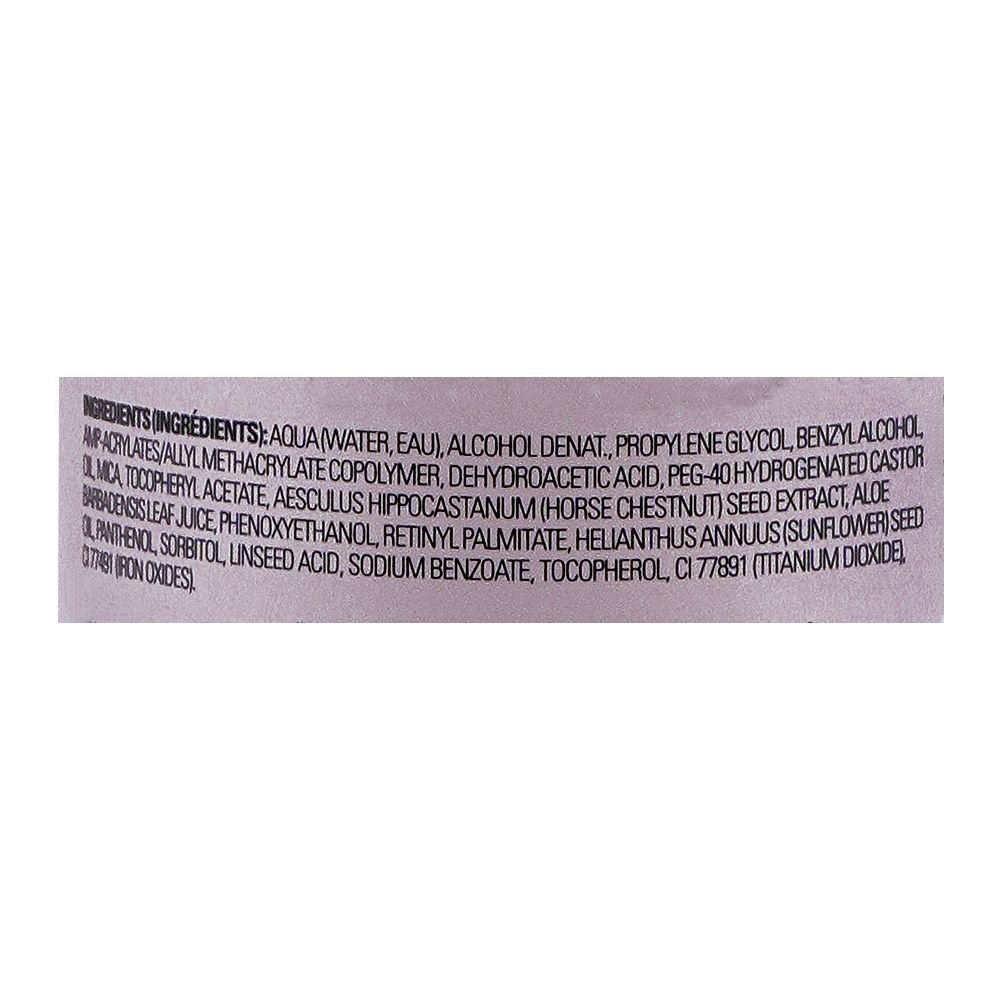 INGREDIENTS (INGRÉDIENTS): AQUA (WATER, EAU), ALCOHOL DENAT., PROPYLENE GLYCOL, BENZYL ALCOHOL,
AMP-ACRYLATES/ALLYL METHACRYLATE COPOLYMER, DEHYDROACETIC ACID, PEG-40 HYDROGENATED CASTOR
OIL, MICA, TOCOPHERYL ACETATE, AESCULUS HIPPOCASTANUM (HORSE CHESTNUT) SEED EXTRACT, ALOE
BARBADENSIS LEAF JUICE, PHENOXYETHANOL, RETINYL PALMITATE, HELIANTHUS ANNUUS (SUNFLOWER) SEED
OIL, PANTHENOL, SORBITOL, LINSEED ACID, SODIUM BENZOATE, TOCOPHEROL, CI 77891 (TITANIUM DIOXIDE),
CI 77491 (IRON OXIDES).